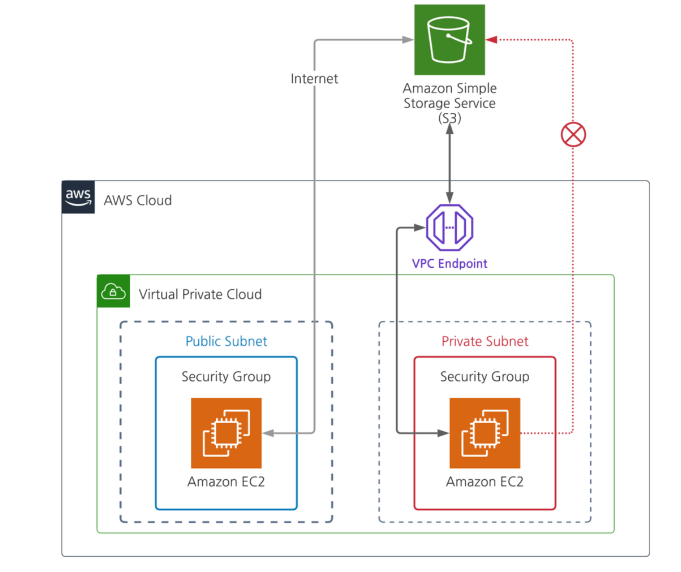 Internet
Amazon Simple
Storage Service
(S3)
aws
AWS Cloud
VPC Endpoint
Virtual Private Cloud
Public Subnet
Security Group
Amazon EC2
Private Subnet
Security Group
Amazon EC2